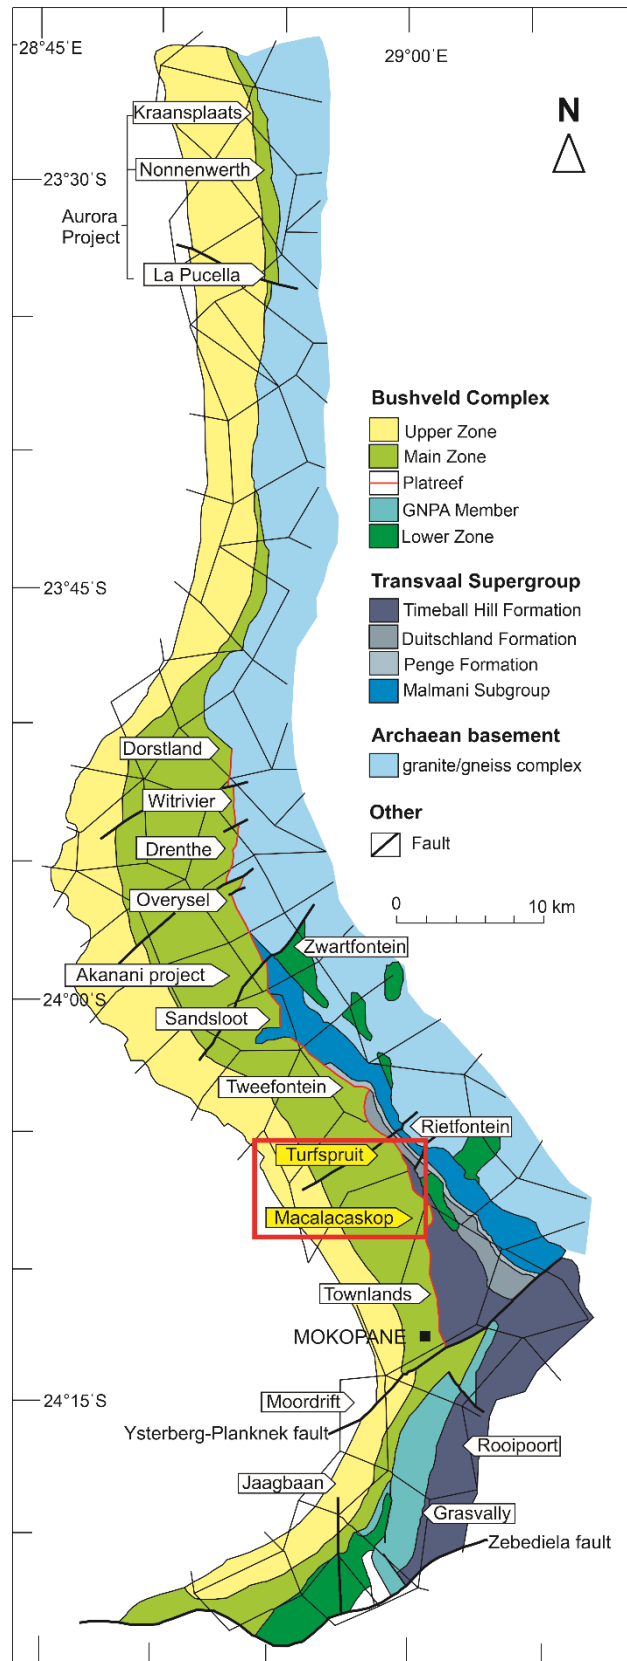 28°45'E
29°00'E
N
Kraansplaats
23°30'S
Nonnenwerth
Aurora
Project
La Pucella
Bushveld Complex
Upper Zone
Main Zone
Platreef
GNPA Member
Lower Zone
23°45'S
Transvaal Supergroup
Timeball Hill Formation
Duitschland Formation
Penge Formation
Malmani Subgroup
Archaean basement
granite/gneiss complex
Other
Fault
0 10 km
Dorstland
Witrivier
Drenthe
Overysel
Zwartfontein
Akanani project
24°00'S
Sandsloot
Tweefontein
Rietfontein
Turfspruit
Macalacaskop
Townlands
MOKOPANE
24°15'S
Moordrift
Ysterberg-Planknek fault
Rooipoort
Jaagbaan
Grasvally
Zebediela fault